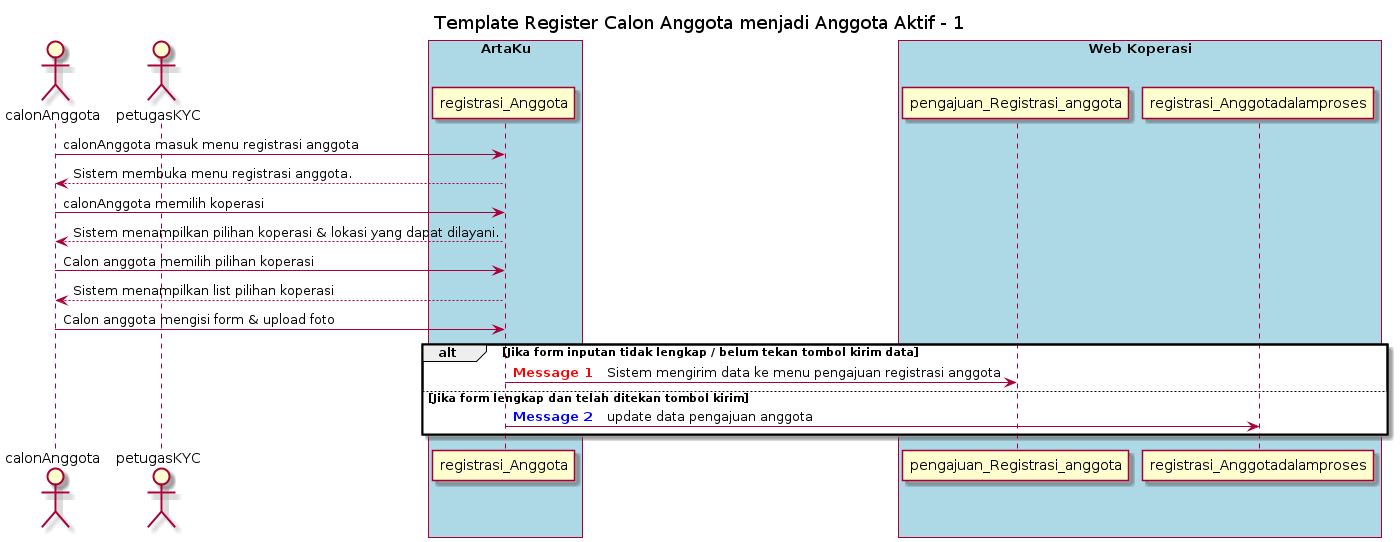 Template Register Calon Anggota menjadi Anggota Aktif - 1
ArtaKu
Web Koperasi
calonAnggota
petugasKYC
registrasi_Anggota
pengajuan_Registrasi_anggota
registrasi_Anggotadalamproses
calonAnggota masuk menu registrasi anggota
Sistem membuka menu registrasi anggota.
calonAnggota memilih koperasi
Sistem menampilkan pilihan koperasi & lokasi yang dapat dilayani.
Calon anggota memilih pilihan koperasi
Sistem menampilkan list pilihan koperasi
Calon anggota mengisi form & upload foto
alt [Jika form inputan tidak lengkap / belum tekan tombol kirim data]
Message 1 Sistem mengirim data ke menu pengajuan registrasi anggota
[Jika form lengkap dan telah ditekan tombol kirim]
Message 2 update data pengajuan anggota
calonAnggota
petugasKYC
registrasi_Anggota
pengajuan_Registrasi_anggota
registrasi_Anggotadalamproses